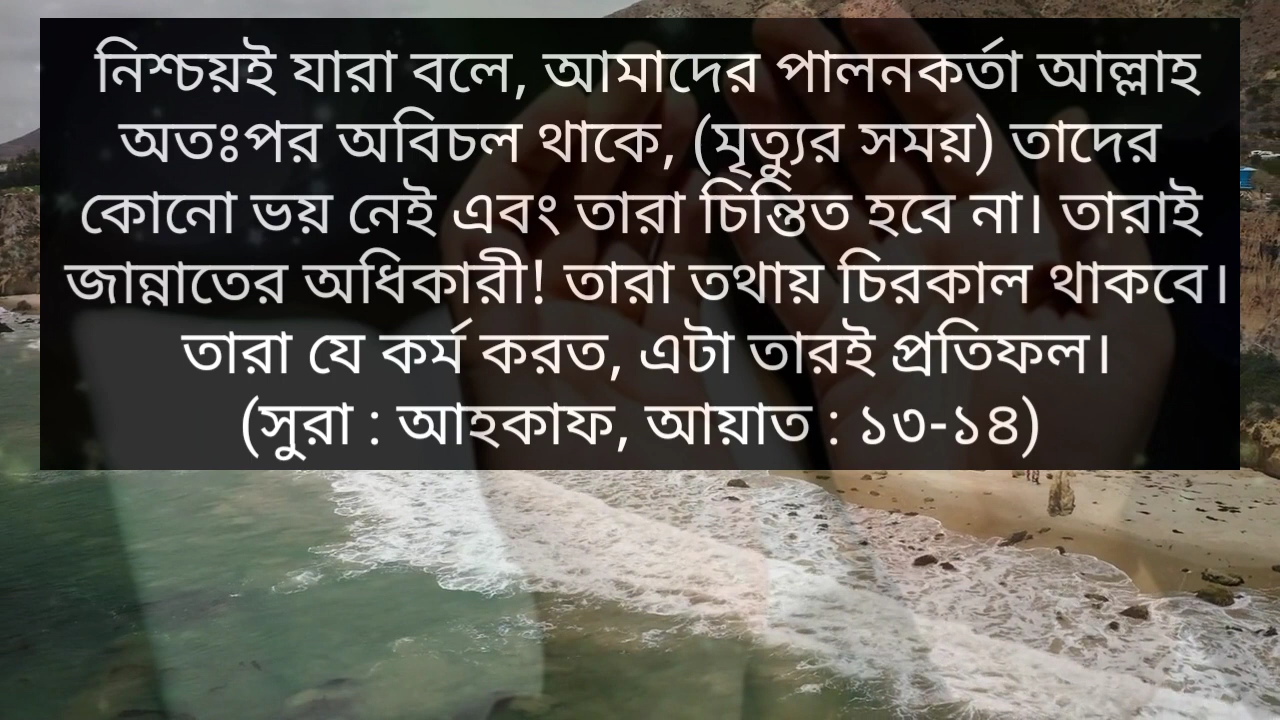 নিশ্চয়ই যারা বলে, আমাদের পালনকর্তা আল্লাহ
অতঃপর অবিচল থাকে, (মৃত্যুর সময়) তাদের
কোনো ভয় নেই এবং তারা চিন্তিত হবে না। তারাই
জান্নাতের অধিকারী! তারা তথায় চিরকাল থাকবে।
তারা যে কর্ম করত, এটা তারই প্রতিফল।
(সুরা : আহকাফ, আয়াত : ১৩-১৪)